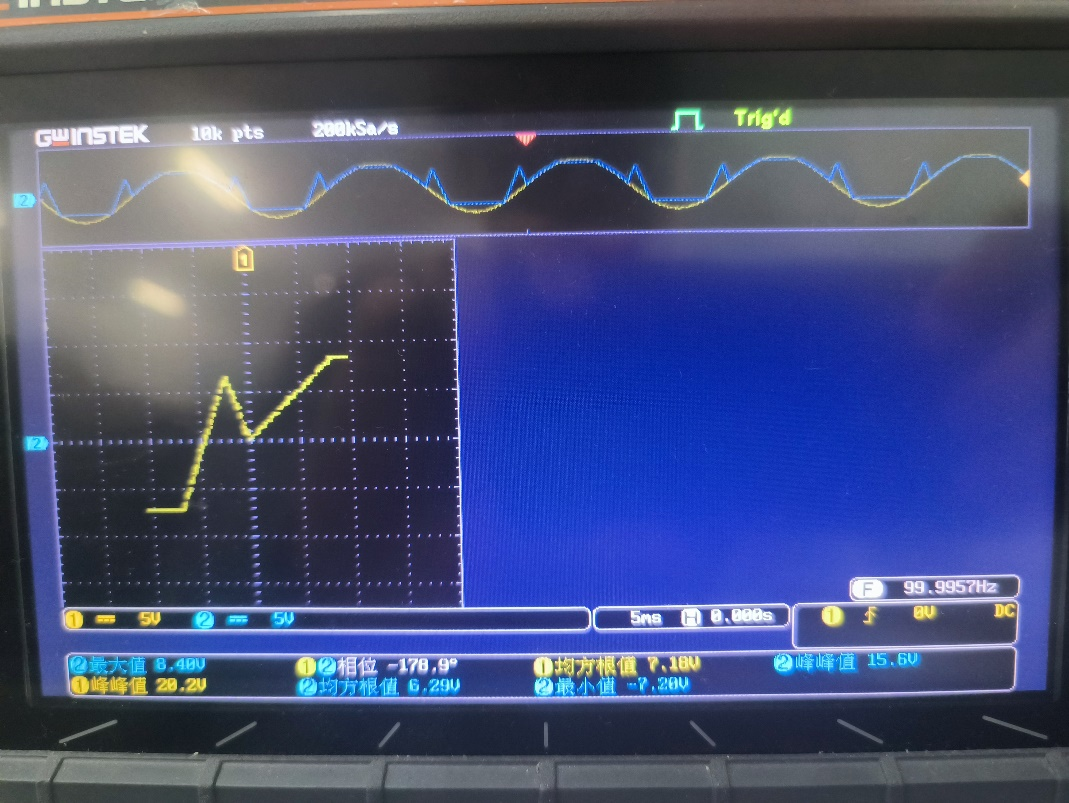 GWINSTEK 10k pts 200kSa/s Trig'd
2
2
F 99.9957Hz
1 5V 2 5V 5ms H 0.000s 1 0V DC
2最大值 8.40V 12相位 -178.9° 1均方根值 7.18V 2峰峰值 15.6V
1峰峰值 20.2V 2均方根值 6.29V 2最小值 -7.20V